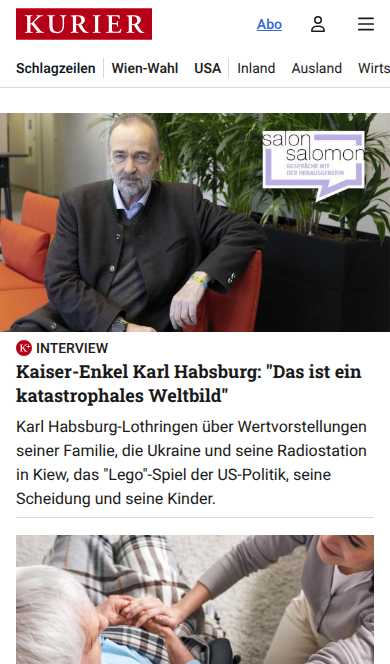 KURIER
Abo
Schlagzeilen
Wien-Wahl
USA
Inland
Ausland
Wirts
salon
salomon
GESPRÄCHE MIT
DER HERAUSGEBERIN
K+ INTERVIEW
Kaiser-Enkel Karl Habsburg: "Das ist ein
katastrophales Weltbild"
Karl Habsburg-Lothringen über Wertvorstellungen
seiner Familie, die Ukraine und seine Radiostation
in Kiew, das "Lego"-Spiel der US-Politik, seine
Scheidung und seine Kinder.